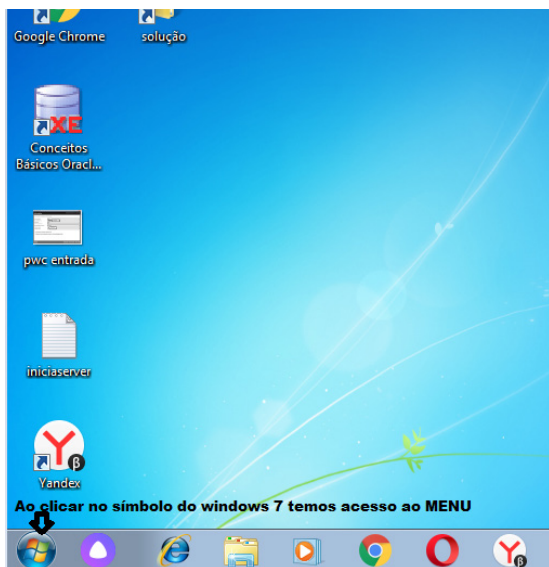 Google Chrome
solução
XE
Conceitos
Básicos Oracl...
pwc entrada
iniciaserver
Y β
Yandex
Ao clicar no símbolo do windows 7 temos acesso ao MENU
Y β